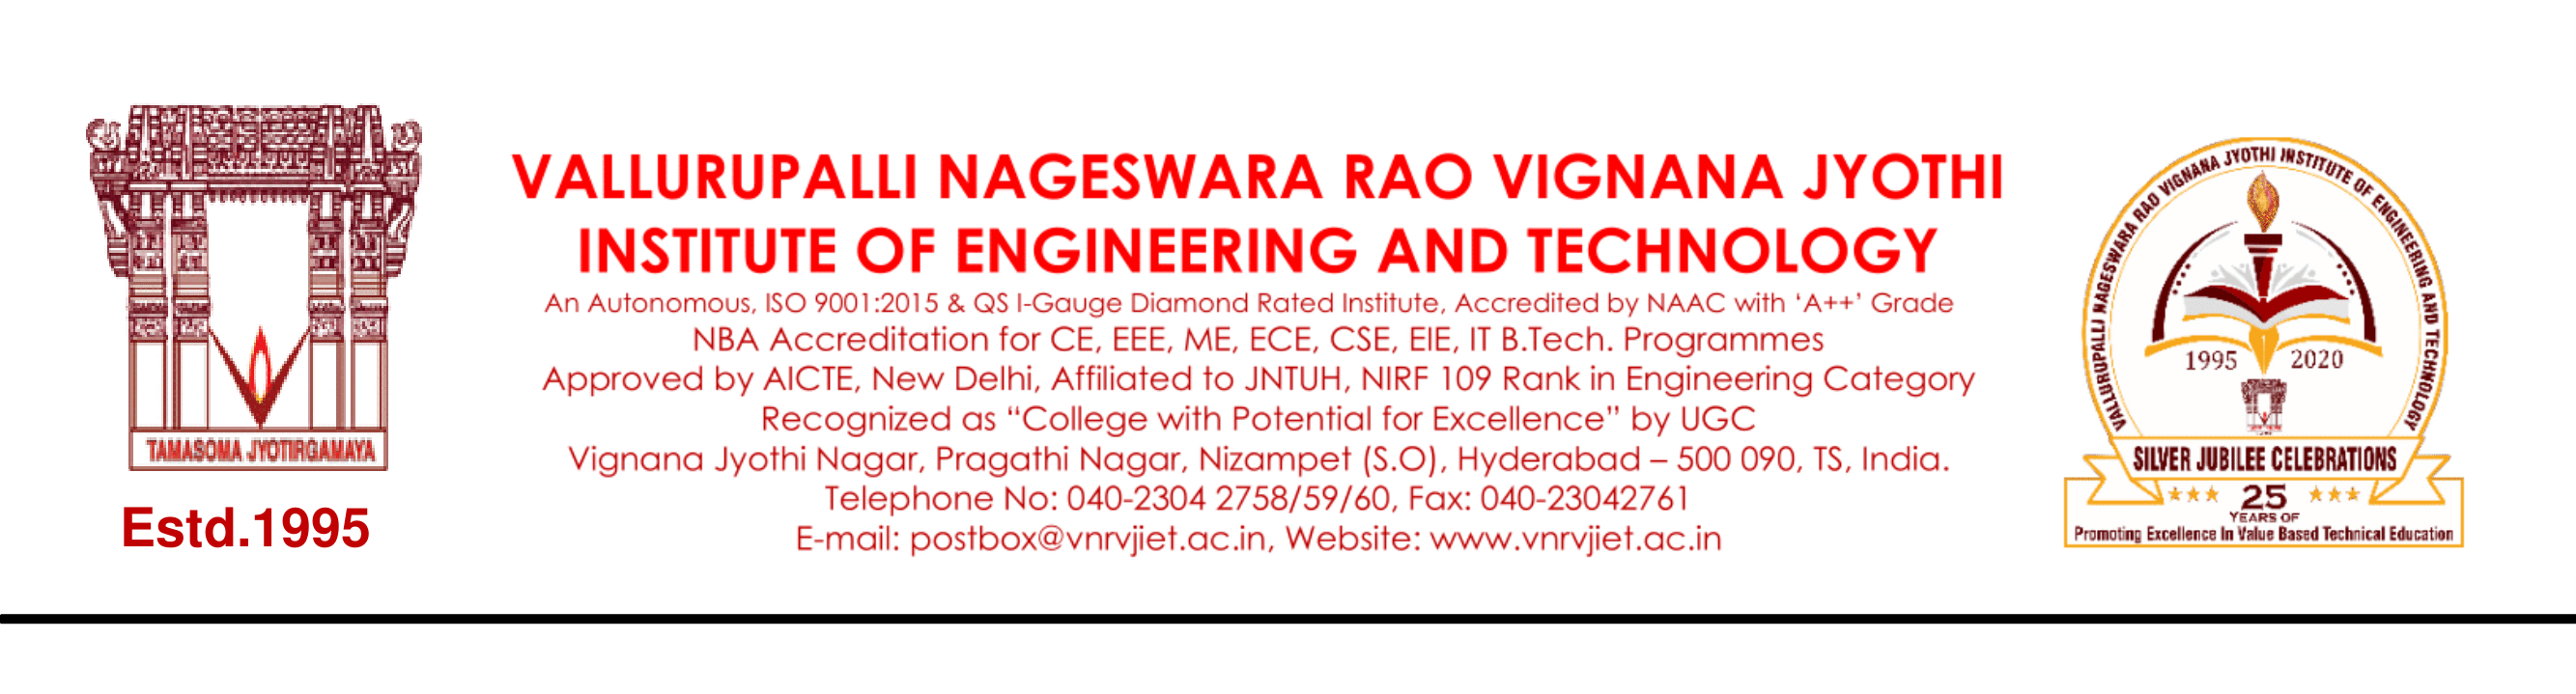 VALLURUPALLI NAGESWARA RAO VIGNANA JYOTHI
INSTITUTE OF ENGINEERING AND TECHNOLOGY
An Autonomous, ISO 9001:2015 & QS I-Gauge Diamond Rated Institute, Accredited by NAAC with ‘A++’ Grade
NBA Accreditation for CE, EEE, ME, ECE, CSE, EIE, IT B.Tech. Programmes
Approved by AICTE, New Delhi, Affiliated to JNTUH, NIRF 109 Rank in Engineering Category
Recognized as “College with Potential for Excellence” by UGC
Vignana Jyothi Nagar, Pragathi Nagar, Nizampet (S.O), Hyderabad – 500 090, TS, India.
Telephone No: 040-2304 2758/59/60, Fax: 040-23042761
E-mail: postbox@vnrvjiet.ac.in, Website: www.vnrvjiet.ac.in
TAMASOMA JYOTIRGAMAYA
Estd.1995
VALLURUPALLI NAGESWARA RAO VIGNANA JYOTHI INSTITUTE OF ENGINEERING AND TECHNOLOGY
1995 2020
SILVER JUBILEE CELEBRATIONS
25
YEARS OF
Promoting Excellence In Value Based Technical Education